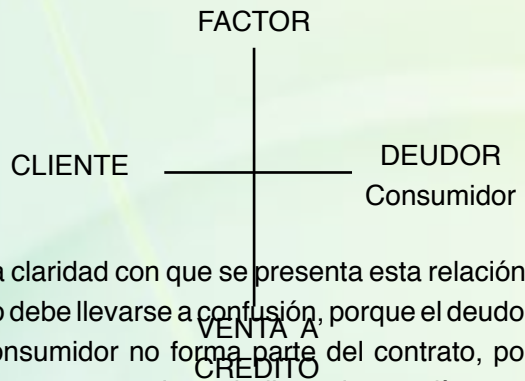 FACTOR
CLIENTE
DEUDOR
Consumidor
a claridad con que se presenta esta relación
o debe llevarse a confusión, porque el deudo
VENTA A
onsumidor no forma parte del contrato, po
CREDITO